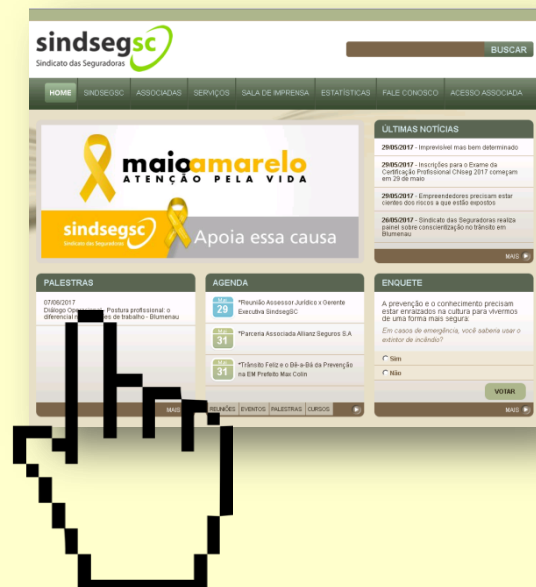 sindsegsc
Sindicato das Seguradoras
BUSCAR
HOME SINDSEGSC ASSOCIADAS SERVIÇOS SALA DE IMPRENSA ESTATÍSTICAS FALE CONOSCO ACESSO ASSOCIADA
maioamarelo
ATENÇÃO PELA VIDA
sindsegsc
Sindicato das Seguradoras
Apoia essa causa
ÚLTIMAS NOTÍCIAS
29/05/2017 - Imprevisível mas bem determinado
29/05/2017 - Inscrições para o Exame da
Certificação Profissional Chiseg 2017 começam
em 29 de maio
29/05/2017 - Empreendedores precisam estar
cientes dos riscos a que estão expostos
26/05/2017 - Sindicato das Seguradoras realiza
painel sobre conscientização no trânsito em
Blumenau
MAIS
PALESTRAS
07/06/2017
Diálogo - Postura profissional: o
diferencial de trabalho - Blumenau
MAIS
AGENDA
Mai
29
*Reunião Assessor Jurídico x Gerente
Executiva SindsegSC
Mai
31
*Parceria Associada Allianz Seguros S.A
Mai
31
*Trânsito Feliz e o Bê-a-Bá da Prevenção
na EM Prefeito Max Colin
REUNIÕES EVENTOS PALESTRAS CURSOS
ENQUETE
A prevenção e o conhecimento precisam
estar enraizados na cultura para vivermos
de uma forma mais segura:
Em casos de emergência, você saberia usar o
extintor de incêndio?
Sim
Não
VOTAR
MAIS